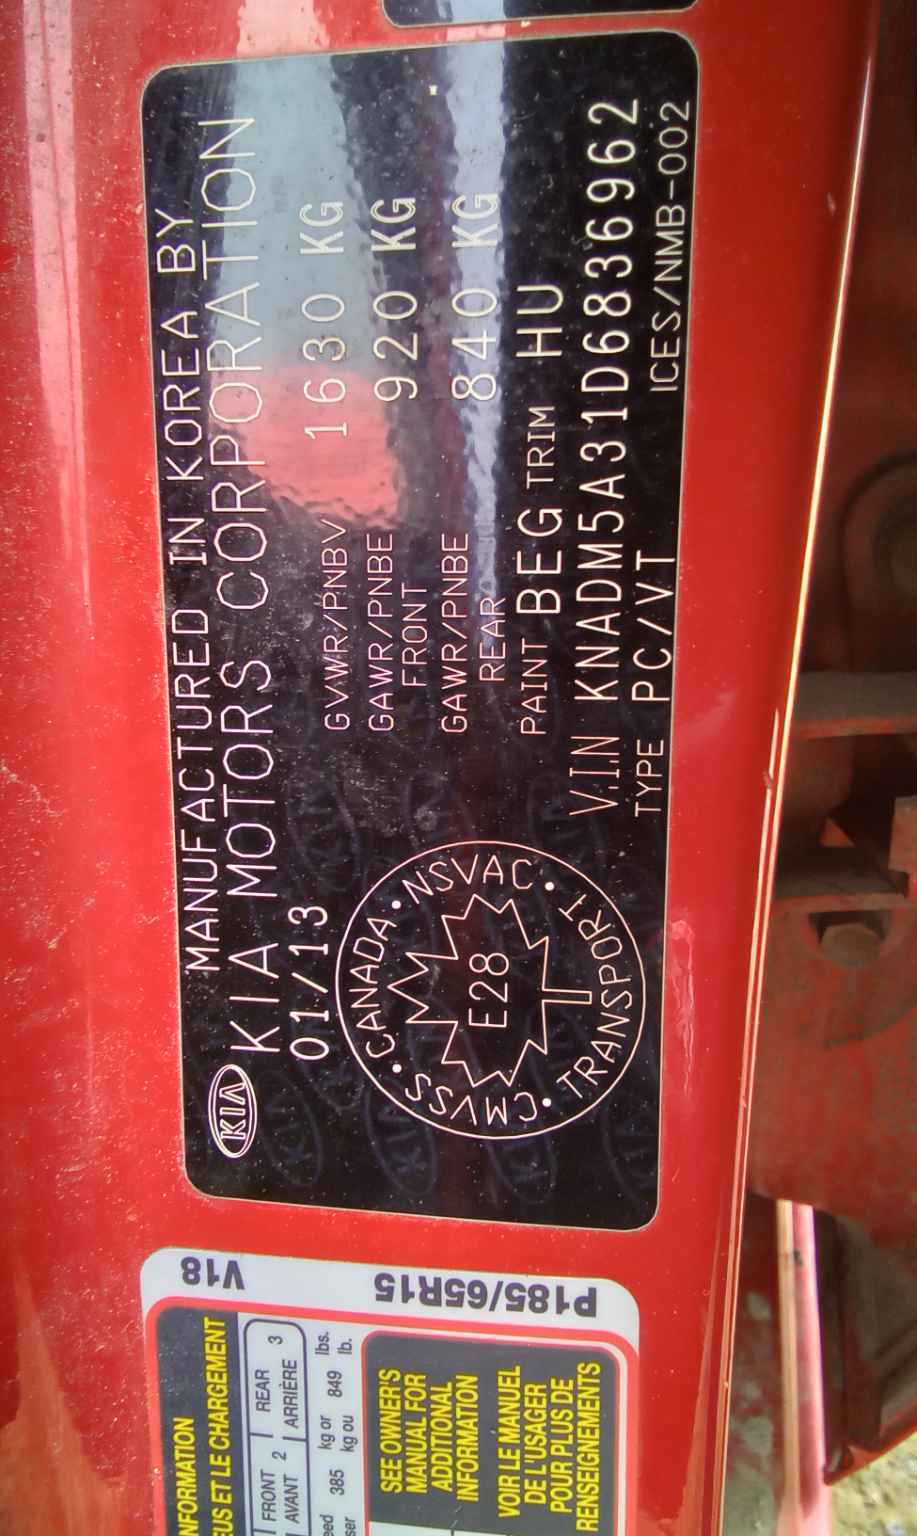 MANUFACTURED IN KOREA BY
KIA KIA MOTORS CORPORATION
01/13
GVWR/PNBV 1630 KG
GAWR/PNBE 920 KG
FRONT
GAWR/PNBE 840 KG
REAR
PAINT BEG TRIM HU
V.I.N KNADM5A31D6836962
TYPE PC/VT ICES/NMB-002
CMVSS • CANADA • NSVAC • TRANSPORT •
E28
V18 P185/65R15
ET LE CHARGEMENT
FRONT 2 REAR 3
AVANT ARRIÈRE
385 kg or 849 lbs.
kg ou lb.
SEE OWNER'S
MANUAL FOR
ADDITIONAL
INFORMATION
VOIR LE MANUEL
DE L'USAGER
POUR PLUS DE
RENSEIGNEMENTS